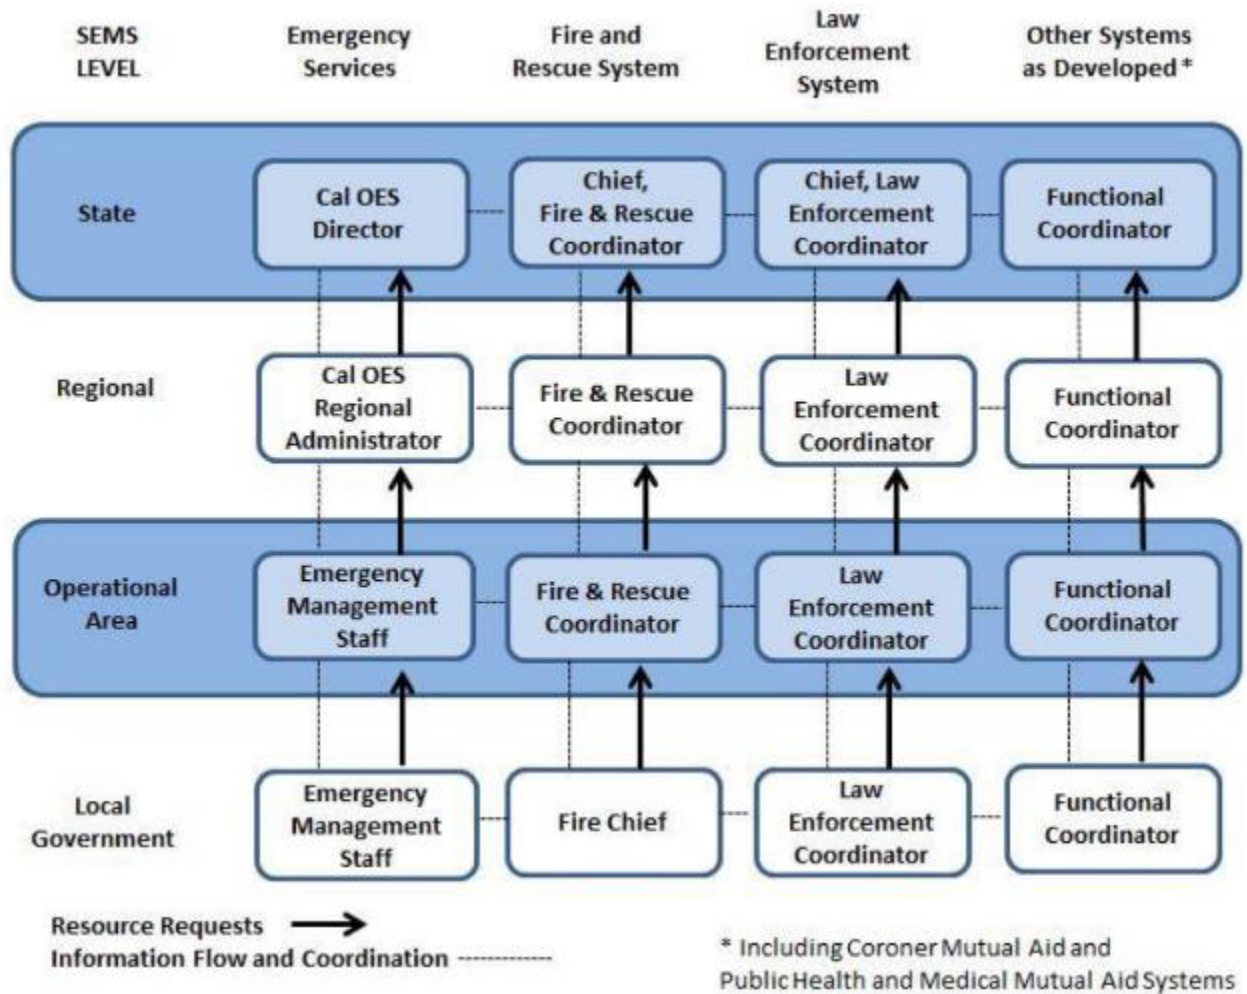 SEMS
LEVEL
Emergency
Services
Fire and
Rescue System
Law
Enforcement
System
Other Systems
as Developed *
State
Cal OES
Director
Chief,
Fire & Rescue
Coordinator
Chief, Law
Enforcement
Coordinator
Functional
Coordinator
Regional
Cal OES
Regional
Administrator
Fire & Rescue
Coordinator
Law
Enforcement
Coordinator
Functional
Coordinator
Operational
Area
Emergency
Management
Staff
Fire & Rescue
Coordinator
Law
Enforcement
Coordinator
Functional
Coordinator
Local
Government
Emergency
Management
Staff
Fire Chief
Law
Enforcement
Coordinator
Functional
Coordinator
Resource Requests
Information Flow and Coordination
* Including Coroner Mutual Aid and
Public Health and Medical Mutual Aid Systems